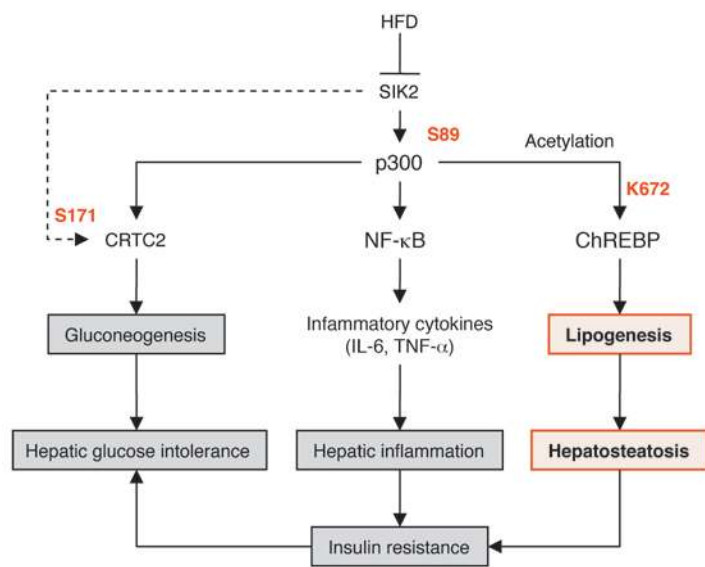 HFD
SIK2
S89
Acetylation
p300
K672
S171
CRTC2
NF-κB
ChREBP
Gluconeogenesis
Infammatory cytokines
(IL-6, TNF-α)
Lipogenesis
Hepatic glucose intolerance
Hepatic inflammation
Hepatosteatosis
Insulin resistance